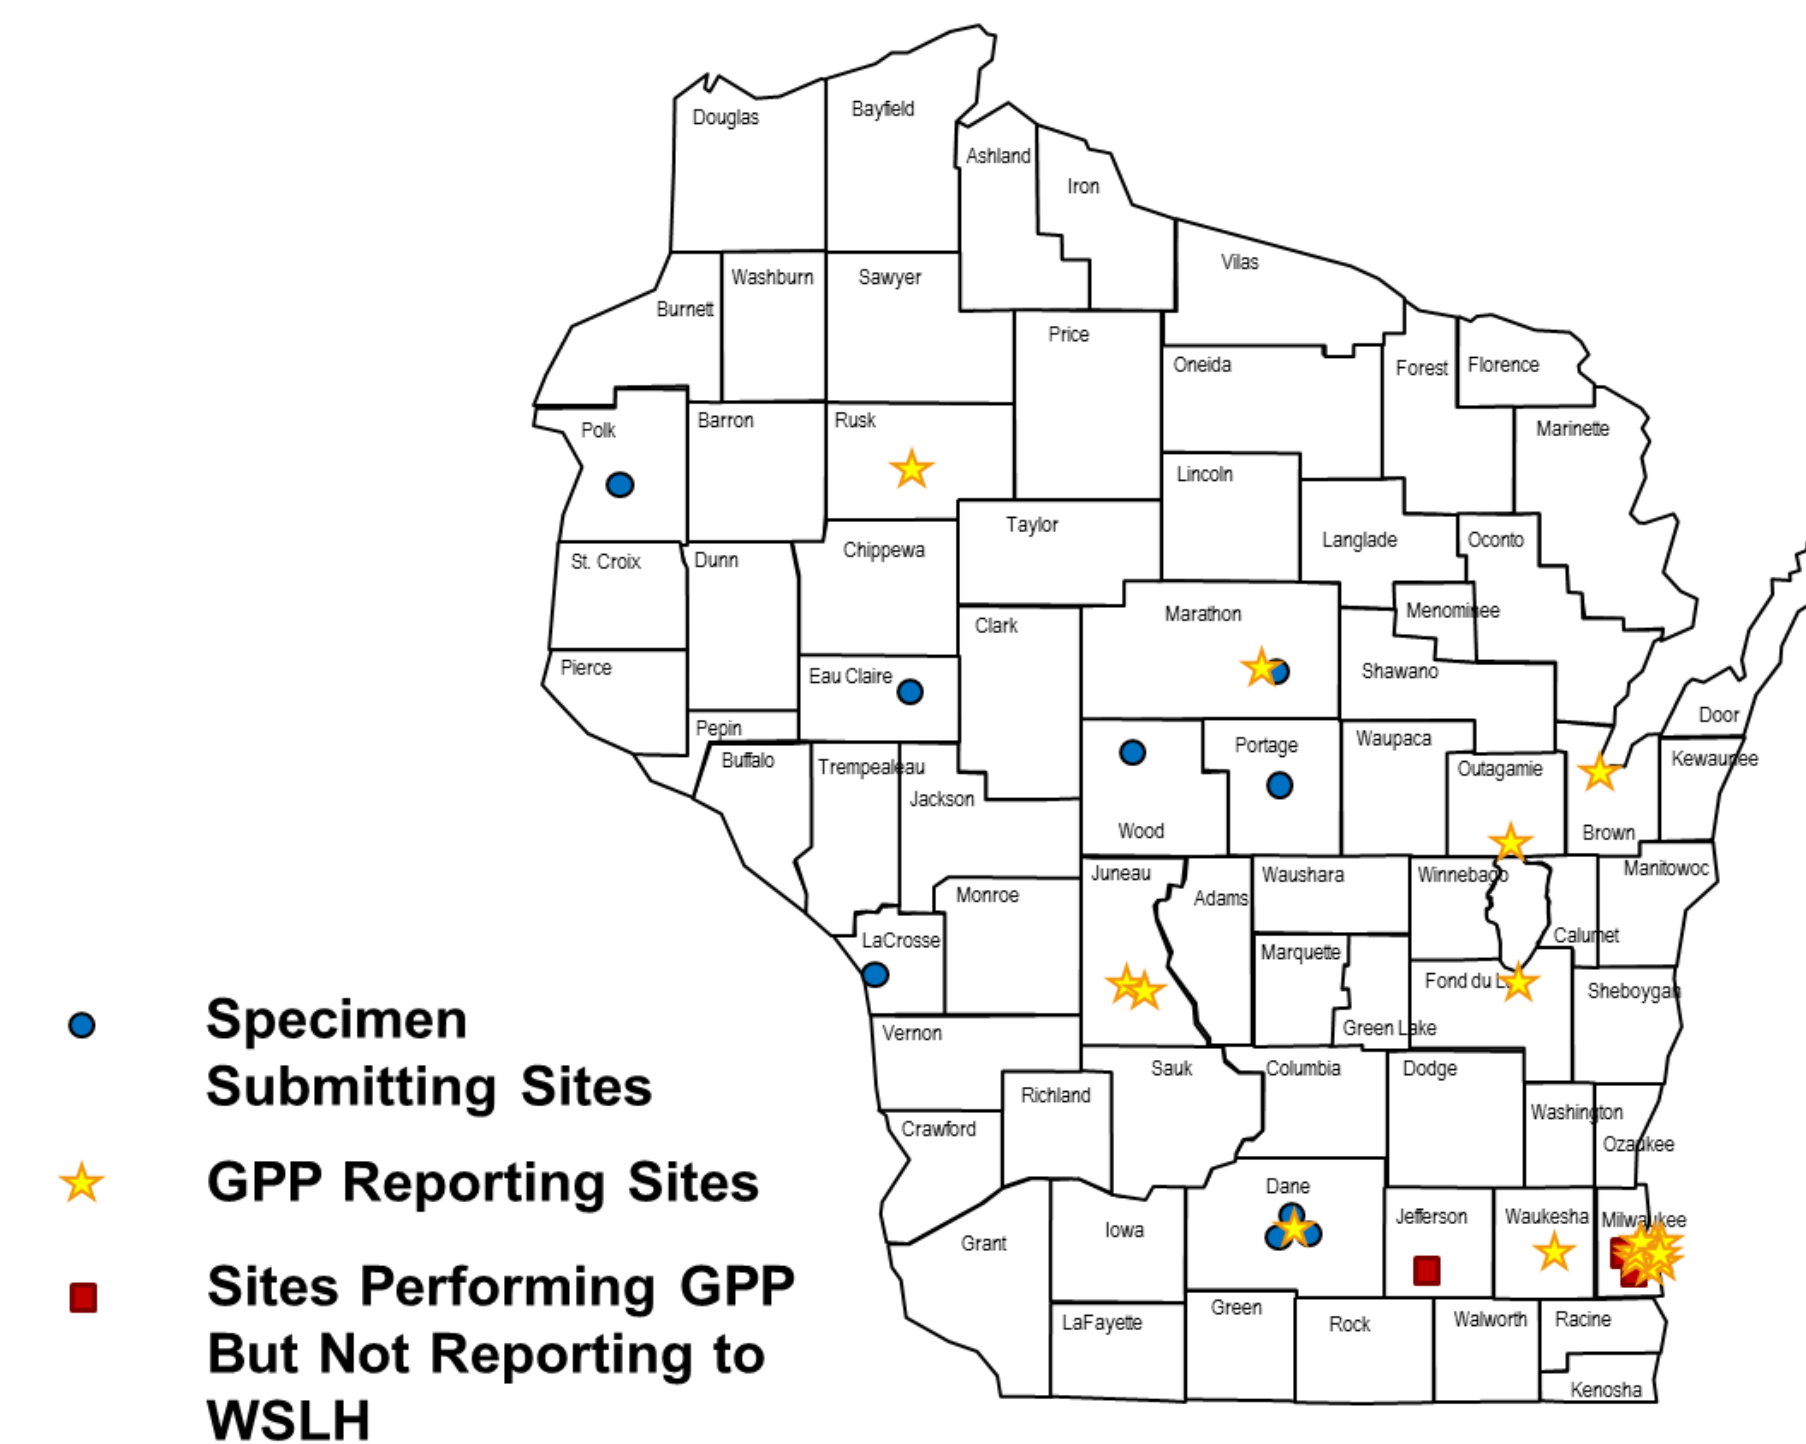 Douglas
Bayfield
Ashland
Iron
Vilas
Burnett
Washburn
Sawyer
Price
Oneida
Forest
Florence
Polk
Barron
Rusk
Marinette
Lincoln
Taylor
Langlade
Oconto
St. Croix
Dunn
Chippewa
Clark
Marathon
Menominee
Pierce
Eau Claire
Shawano
Pepin
Buffalo
Trempealeau
Jackson
Wood
Portage
Waupaca
Outagamie
Brown
Door
Kewaunee
Juneau
Adams
Waushara
Winnebago
Manitowoc
Monroe
LaCrosse
Marquette
Calumet
Fond du L
Sheboygan
Green Lake
Vernon
Sauk
Columbia
Dodge
Richland
Washington
Ozaukee
Crawford
Dane
Jefferson
Waukesha
Milwaukee
Grant
Iowa
LaFayette
Green
Rock
Walworth
Racine
Kenosha
Specimen
Submitting Sites
GPP Reporting Sites
Sites Performing GPP
But Not Reporting to
WSLH